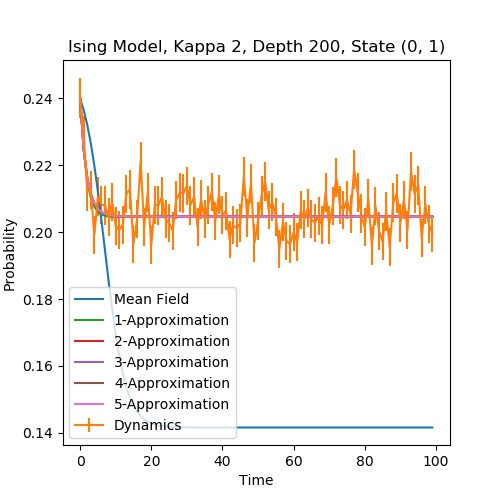 Ising Model, Kappa 2, Depth 200, State (0, 1)
0.24
0.22
0.20
0.18
0.16
0.14
Probability
Mean Field
1-Approximation
2-Approximation
3-Approximation
4-Approximation
5-Approximation
Dynamics
0 20 40 60 80 100
Time